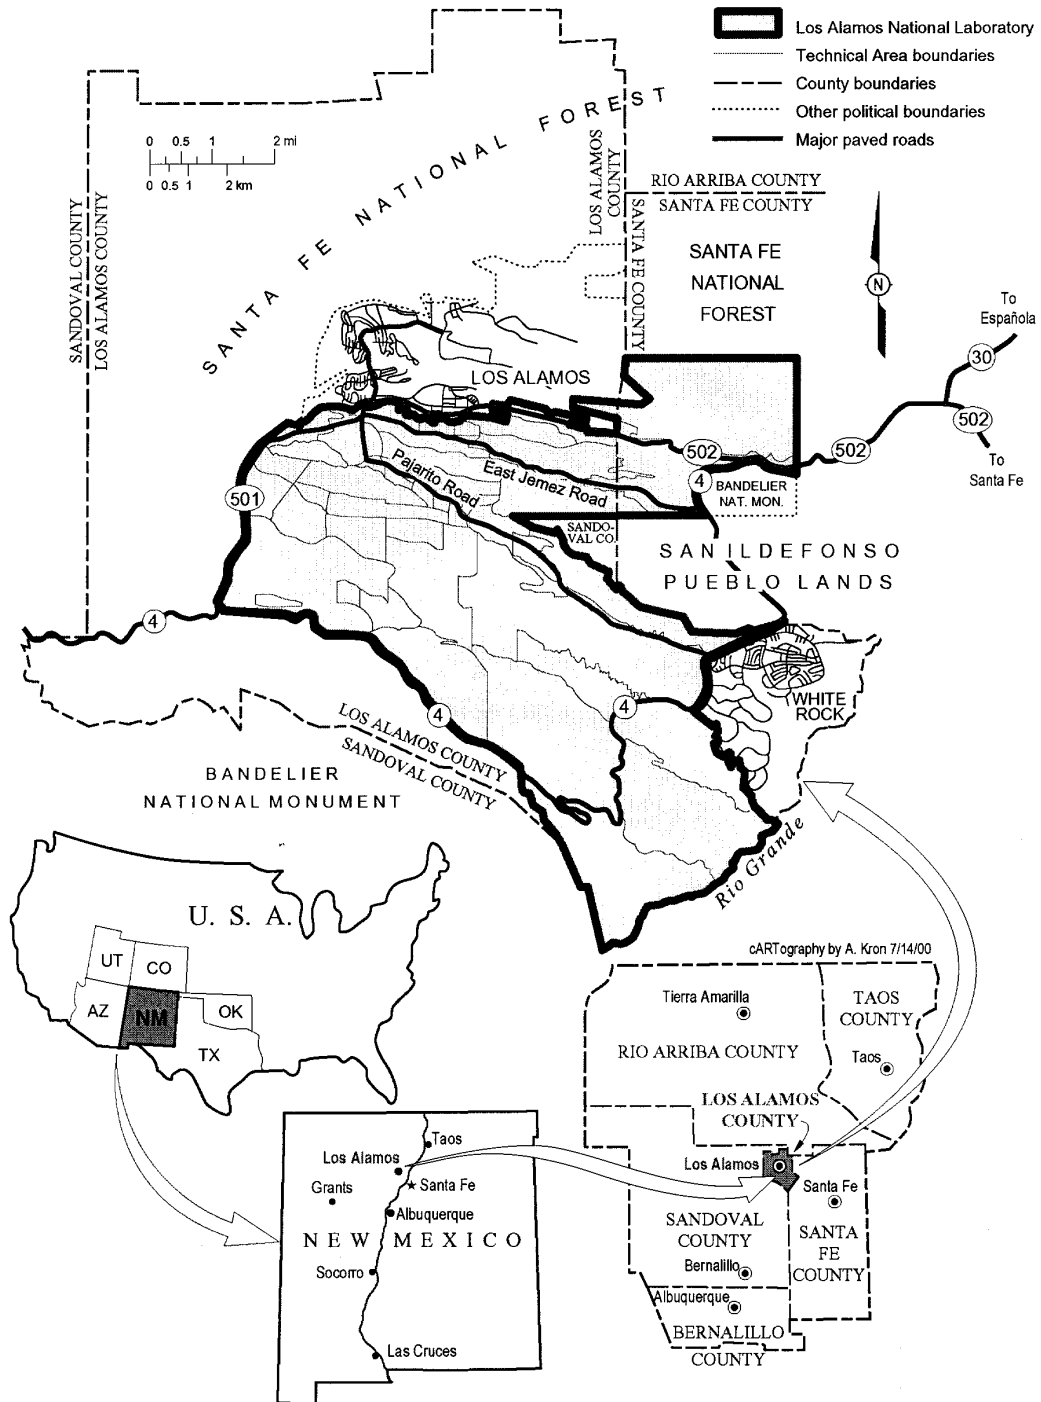 Los Alamos National Laboratory
Technical Area boundaries
County boundaries
Other political boundaries
Major paved roads
0 0.5 1 2 mi
0 0.5 1 2 km
SANTA FE NATIONAL FOREST
SANDOVAL COUNTY
LOS ALAMOS COUNTY
LOS ALAMOS
COUNTY
SANTA FE COUNTY
RIO ARRIBA COUNTY
SANTA FE COUNTY
SANTA FE
NATIONAL
FOREST
N
To
Española
30
502
502
502
To
Santa Fe
LOS ALAMOS
501
Pajarito Road
East Jemez Road
4
BANDELIER
NAT. MON.
SANDO-
VAL CO.
SAN ILDEFONSO
PUEBLO LANDS
4
4
4
WHITE
ROCK
LOS ALAMOS COUNTY
SANDOVAL COUNTY
BANDELIER
NATIONAL MONUMENT
Rio Grande
cARTography by A. Kron 7/14/00
U. S. A.
UT
CO
AZ
NM
OK
TX
Taos
Los Alamos
Santa Fe
Grants
Albuquerque
NEW MEXICO
Socorro
Las Cruces
Tierra Amarilla
TAOS
COUNTY
RIO ARRIBA COUNTY
Taos
LOS ALAMOS
COUNTY
Los Alamos
Santa Fe
SANDOVAL
COUNTY
SANTA
FE
COUNTY
Bernalillo
Albuquerque
BERNALILLO
COUNTY